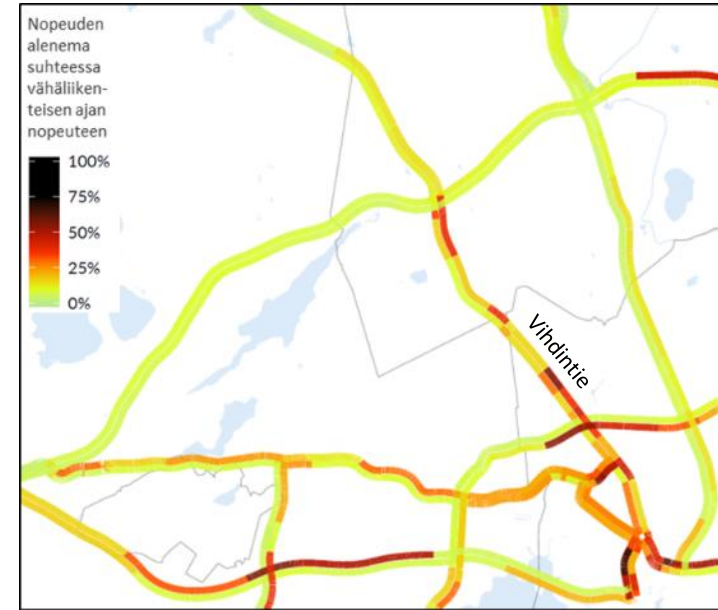 Nopeuden
alenema
suhteessa
vähäliiken-
teisen ajan
nopeuteen
100%
75%
50%
25%
0%
Vihdintie